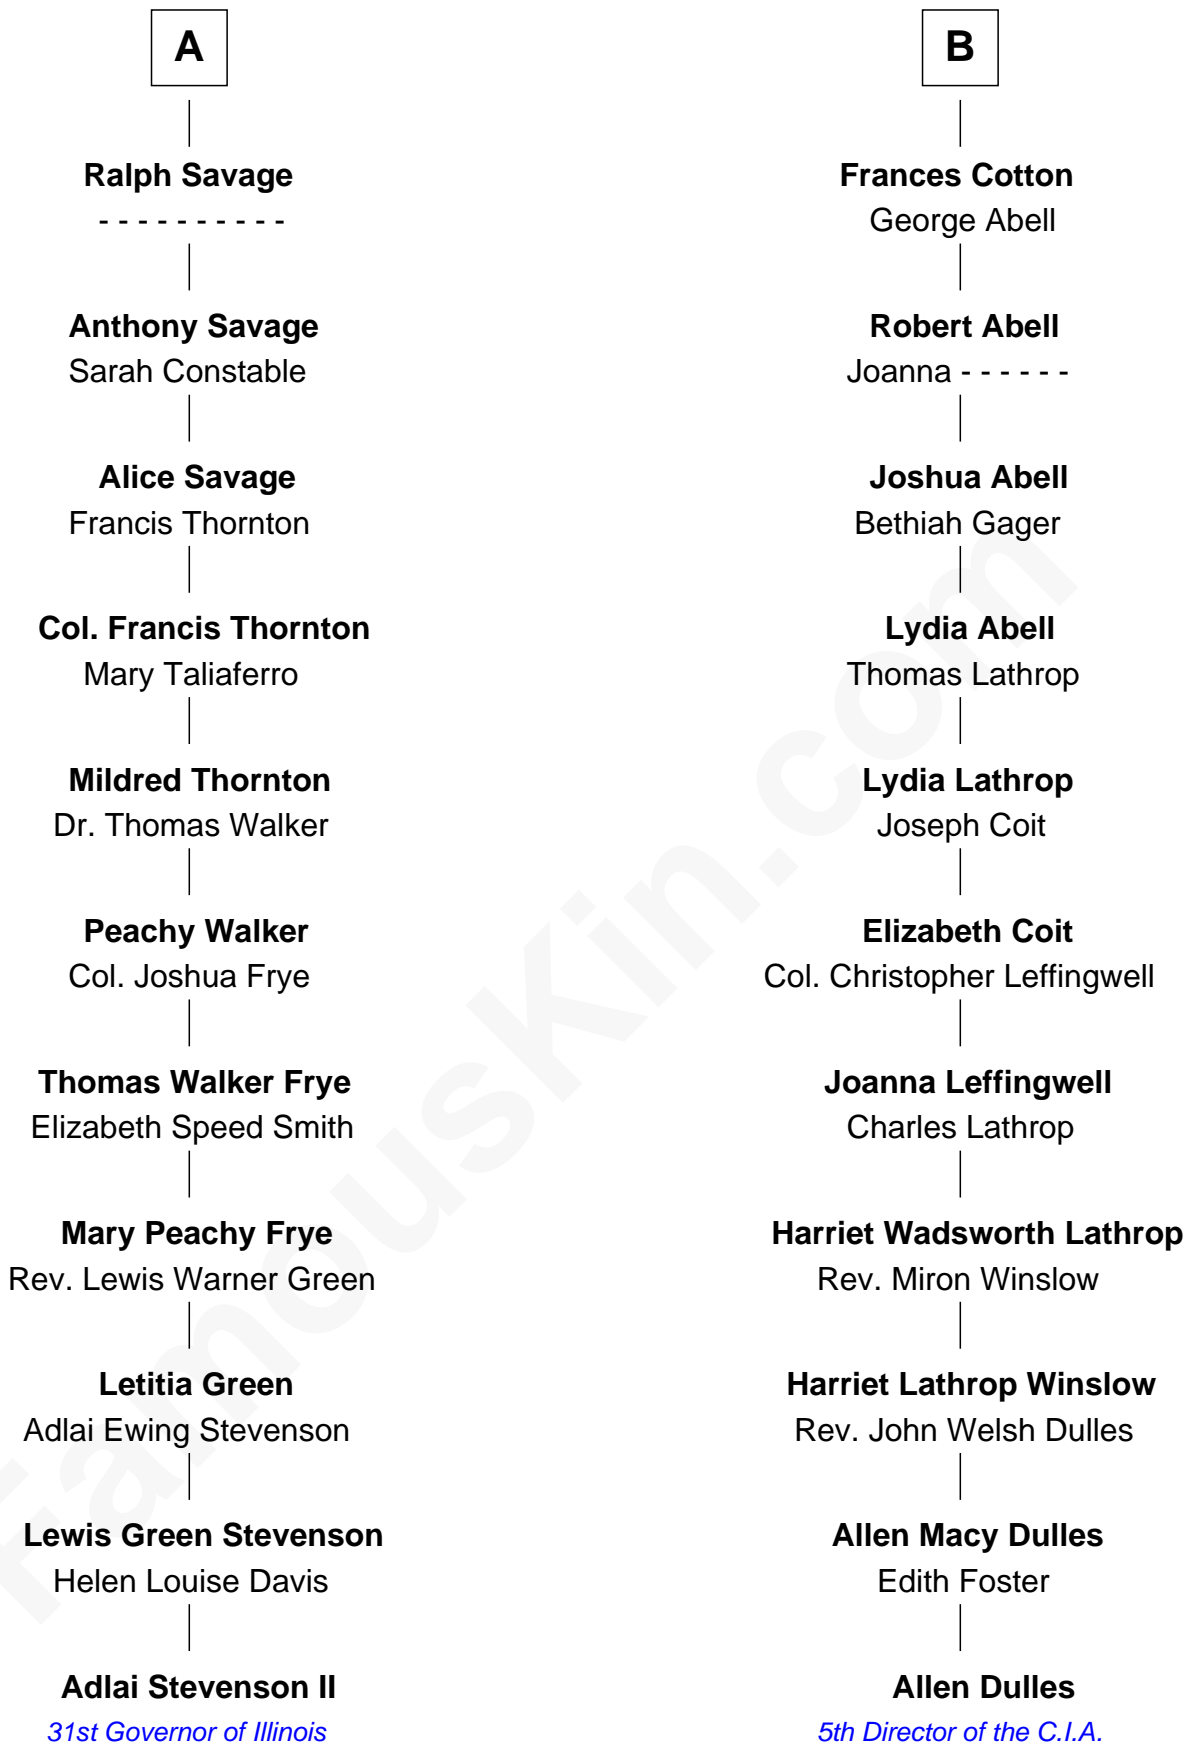 A
Ralph Savage
- - - - - - - - - -
Anthony Savage
Sarah Constable
Alice Savage
Francis Thornton
Col. Francis Thornton
Mary Taliaferro
Mildred Thornton
Dr. Thomas Walker
Peachy Walker
Col. Joshua Frye
Thomas Walker Frye
Elizabeth Speed Smith
Mary Peachy Frye
Rev. Lewis Warner Green
Letitia Green
Adlai Ewing Stevenson
Lewis Green Stevenson
Helen Louise Davis
Adlai Stevenson II
31st Governor of Illinois
B
Frances Cotton
George Abell
Robert Abell
Joanna - - - - - -
Joshua Abell
Bethiah Gager
Lydia Abell
Thomas Lathrop
Lydia Lathrop
Joseph Coit
Elizabeth Coit
Col. Christopher Leffingwell
Joanna Leffingwell
Charles Lathrop
Harriet Wadsworth Lathrop
Rev. Miron Winslow
Harriet Lathrop Winslow
Rev. John Welsh Dulles
Allen Macy Dulles
Edith Foster
Allen Dulles
5th Director of the C.I.A.
FamousKin.com